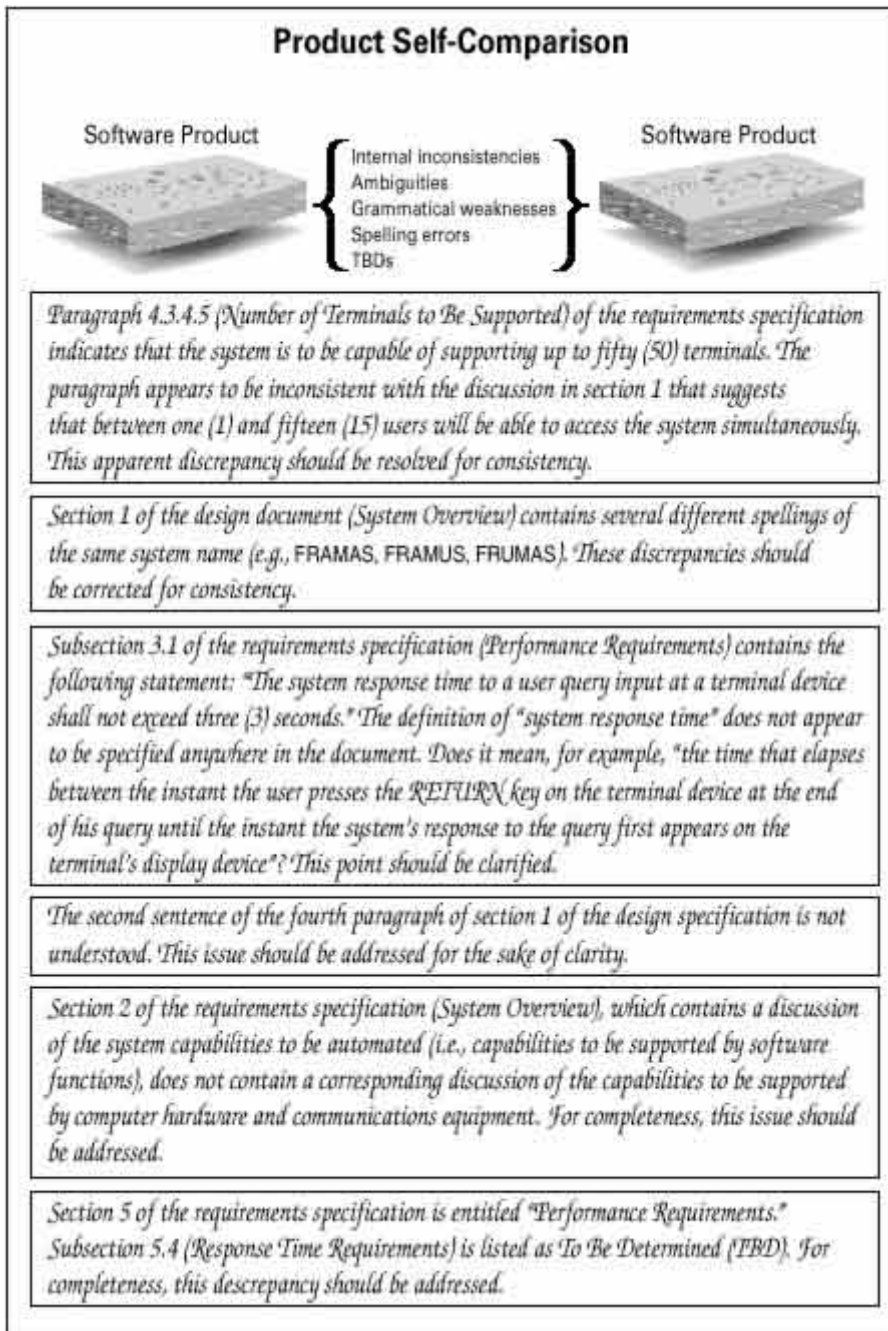 Product Self-Comparison
Software Product
Internal inconsistencies
Ambiguities
Grammatical weaknesses
Spelling errors
TBDs
Software Product
Paragraph 4.3.4.5 (Number of Terminals to Be Supported) of the requirements specification
indicates that the system is to be capable of supporting up to fifty (50) terminals. The
paragraph appears to be inconsistent with the discussion in section 1 that suggests
that between one (1) and fifteen (15) users will be able to access the system simultaneously.
This apparent discrepancy should be resolved for consistency.
Section 1 of the design document (System Overview) contains several different spellings of
the same system name (e.g., FRAMAS, FRAMUS, FRUMAS). These discrepancies should
be corrected for consistency.
Subsection 3.1 of the requirements specification (Performance Requirements) contains the
following statement: "The system response time to a user query input at a terminal device
shall not exceed three (3) seconds." The definition of "system response time" does not appear
to be specified anywhere in the document. Does it mean, for example, "the time that elapses
between the instant the user presses the RETURN key on the terminal device at the end
of his query until the instant the system's response to the query first appears on the
terminal's display device"? This point should be clarified.
The second sentence of the fourth paragraph of section 1 of the design specification is not
understood. This issue should be addressed for the sake of clarity.
Section 2 of the requirements specification (System Overview), which contains a discussion
of the system capabilities to be automated (i.e., capabilities to be supported by software
functions), does not contain a corresponding discussion of the capabilities to be supported
by computer hardware and communications equipment. For completeness, this issue should
be addressed.
Section 5 of the requirements specification is entitled "Performance Requirements."
Subsection 5.4 (Response Time Requirements) is listed as To Be Determined (TBD). For
completeness, this descrepancy should be addressed.